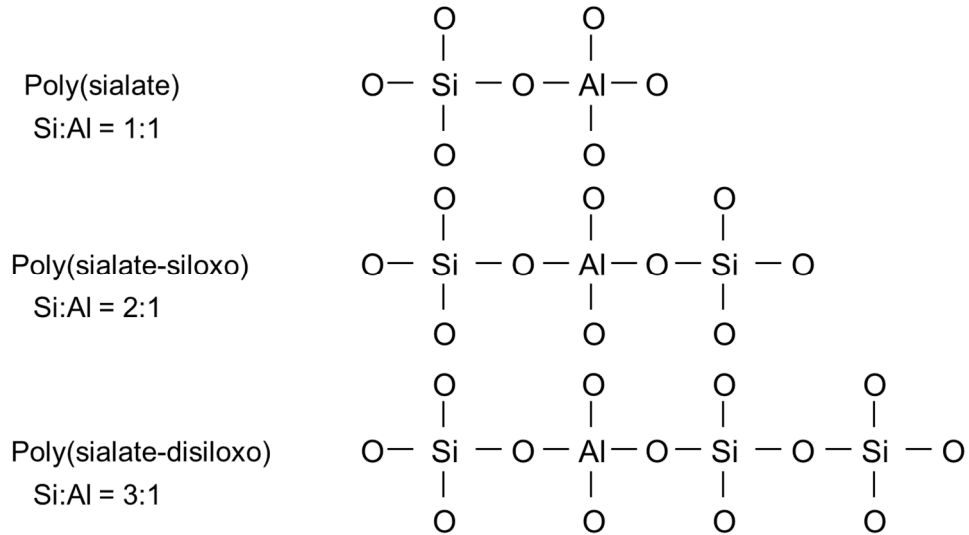 O O
Poly(sialate) O — Si — O — Al — O
Si:Al = 1:1
O O
O O O
Poly(sialate-siloxo) O — Si — O — Al — O — Si — O
Si:Al = 2:1
O O O
O O O O
Poly(sialate-disiloxo) O — Si — O — Al — O — Si — O — Si — O
Si:Al = 3:1
O O O O